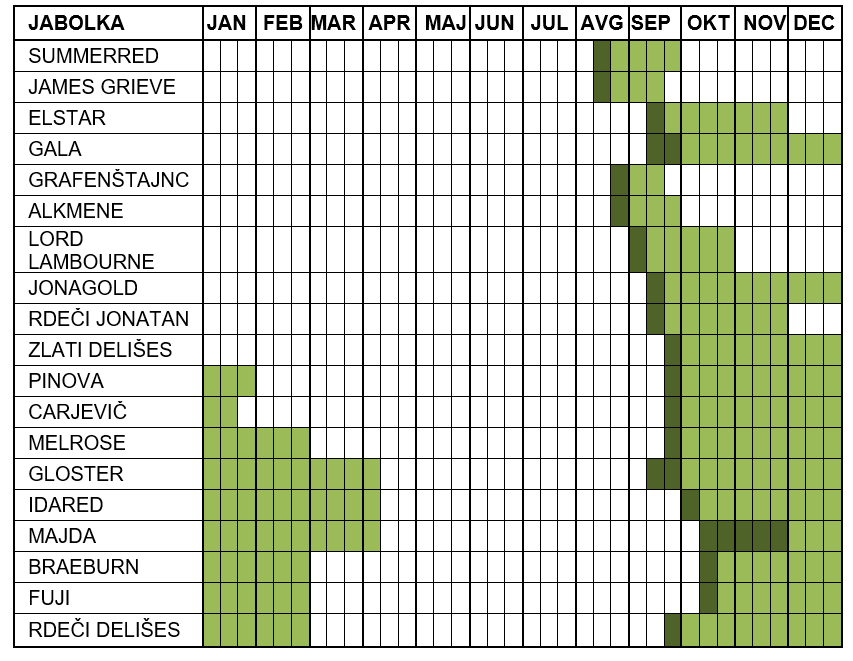 JABOLKA JAN FEB MAR APR MAJ JUN JUL AVG SEP OKT NOV DEC
SUMMERRED
JAMES GRIEVE
ELSTAR
GALA
GRAFENŠTAJNC
ALKMENE
LORD
LAMBOURNE
JONAGOLD
RDEČI JONATAN
ZLATI DELIŠES
PINOVA
CARJEVIČ
MELROSE
GLOSTER
IDARED
MAJDA
BRAEBURN
FUJI
RDEČI DELIŠES